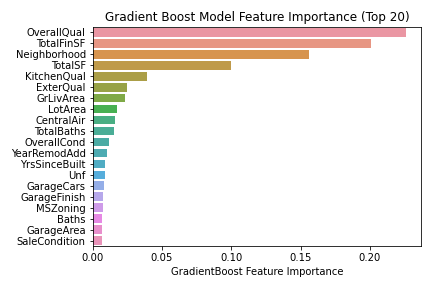 Gradient Boost Model Feature Importance (Top 20)
OverallQual
TotalFinSF
Neighborhood
TotalSF
KitchenQual
ExterQual
GrLivArea
LotArea
CentralAir
TotalBaths
OverallCond
YearRemodAdd
YrsSinceBuilt
Unf
GarageCars
GarageFinish
MSZoning
Baths
GarageArea
SaleCondition
0.00 0.05 0.10 0.15 0.20
GradientBoost Feature Importance